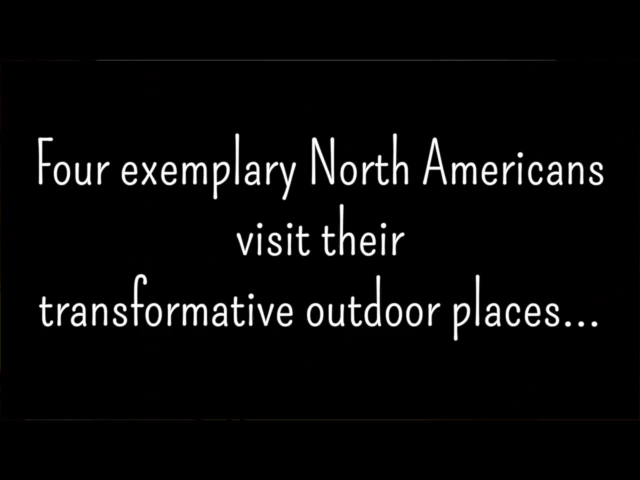 Four exemplary North Americans
visit their
transformative outdoor places...